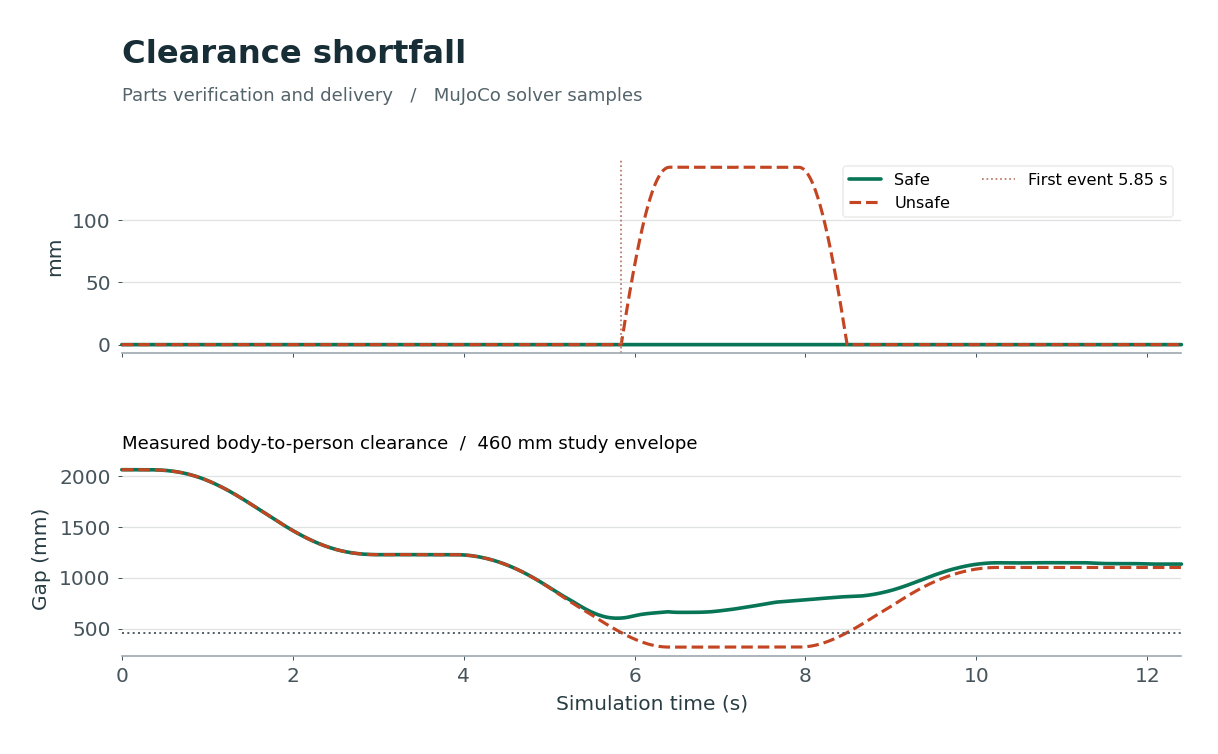 Clearance shortfall
Parts verification and delivery / MuJoCo solver samples
Safe
First event 5.85 s
Unsafe
100
50
0
mm
Measured body-to-person clearance / 460 mm study envelope
2000
1500
1000
500
Gap (mm)
0 2 4 6 8 10 12
Simulation time (s)